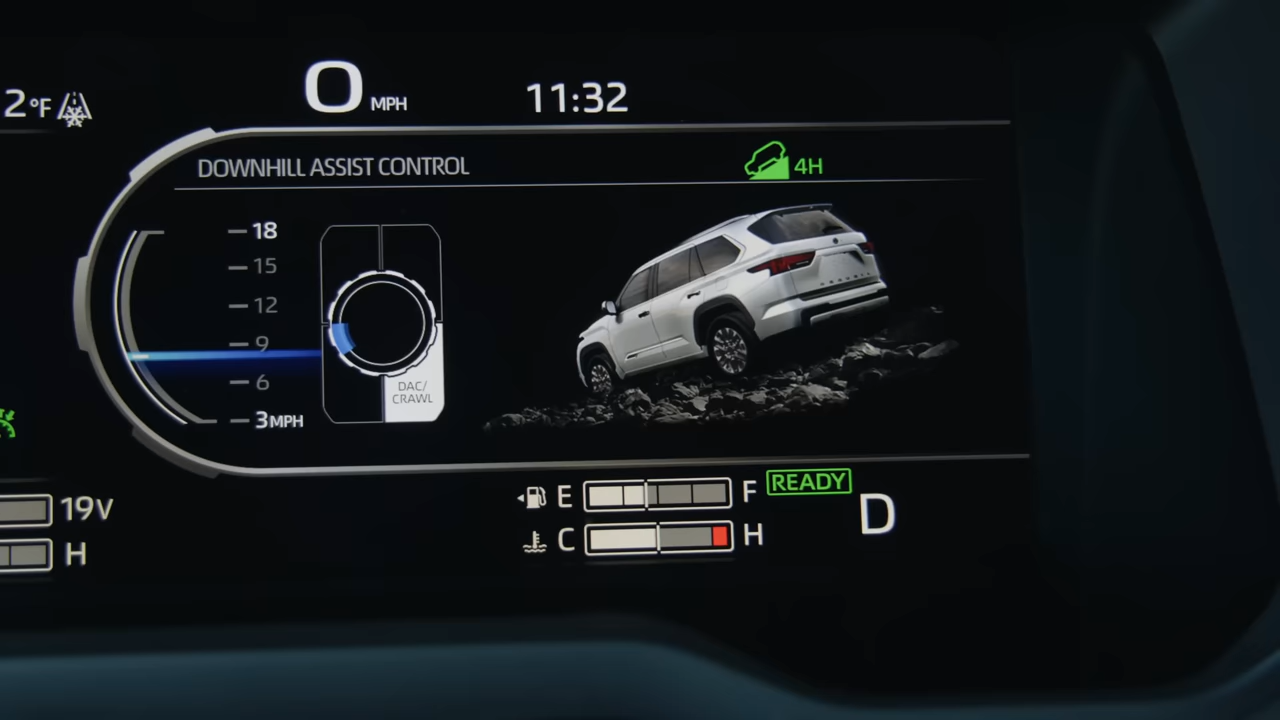 2°F
0 MPH
11:32
DOWNHILL ASSIST CONTROL
4H
18
15
12
9
6
3MPH
DAC/
CRAWL
19V
H
E
F
READY
C
H
D